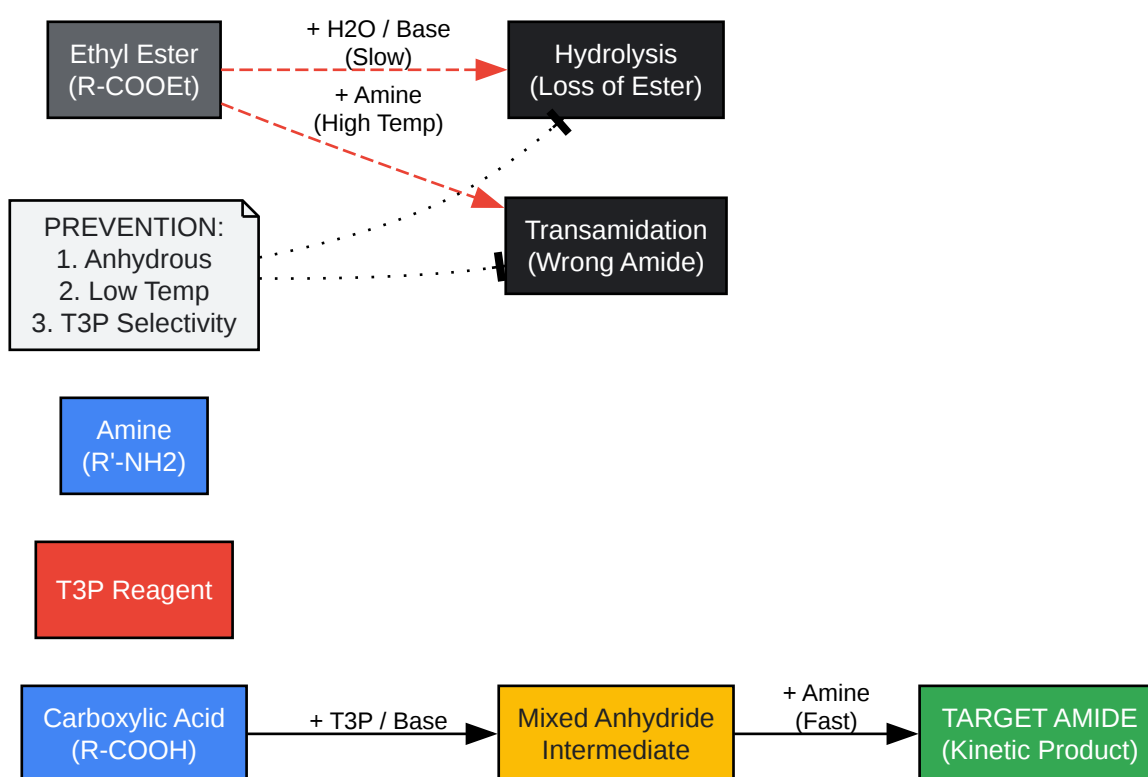 Ethyl Ester
(R-COOEt)
+ H2O / Base
(Slow)
Hydrolysis
(Loss of Ester)
+ Amine
(High Temp)
Transamidation
(Wrong Amide)
PREVENTION:
1. Anhydrous
2. Low Temp
3. T3P Selectivity
Amine
(R'-NH2)
T3P Reagent
Carboxylic Acid
(R-COOH)
+ T3P / Base
Mixed Anhydride
Intermediate
+ Amine
(Fast)
TARGET AMIDE
(Kinetic Product)